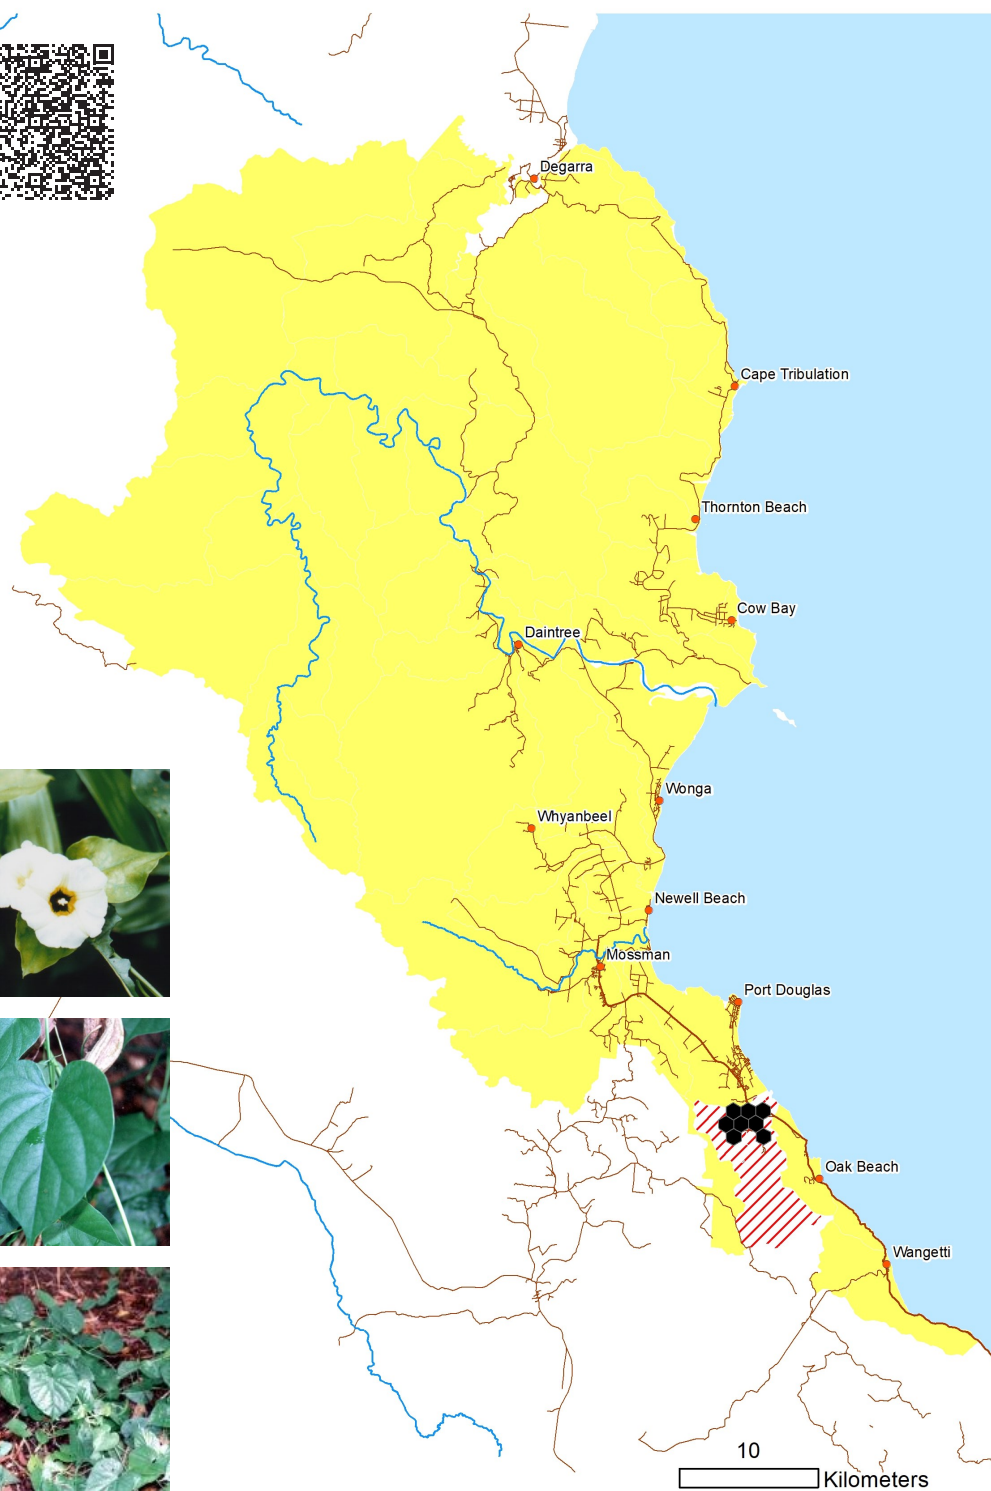 Degarra
Cape Tribulation
Thornton Beach
Cow Bay
Daintree
Wonga
Whyanbeel
Newell Beach
Mossman
Port Douglas
Oak Beach
Wangetti
10
Kilometers